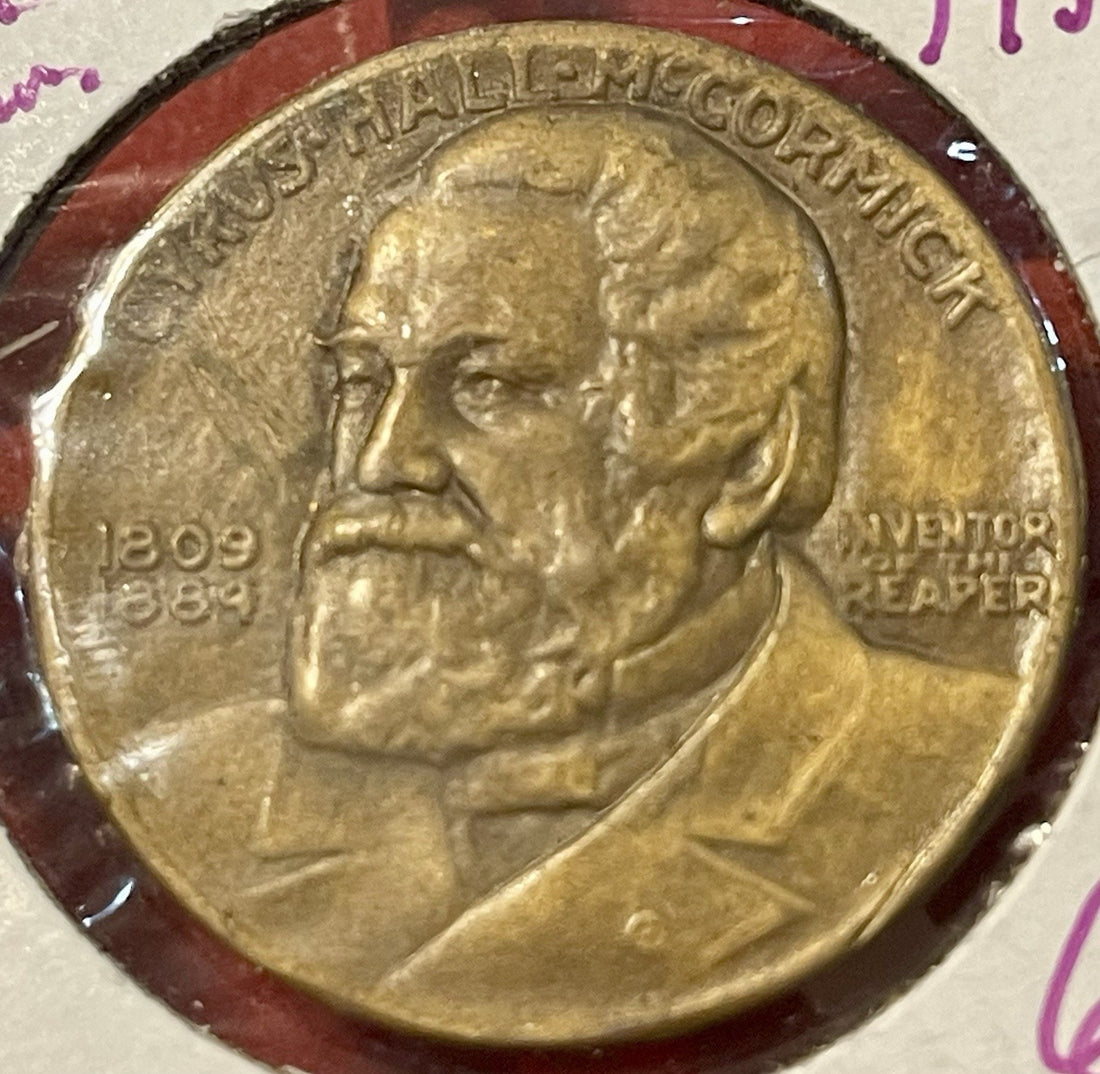 CYRUS·HALL·McCORMICK
1809
1884
INVENTOR
OF THE
REAPER